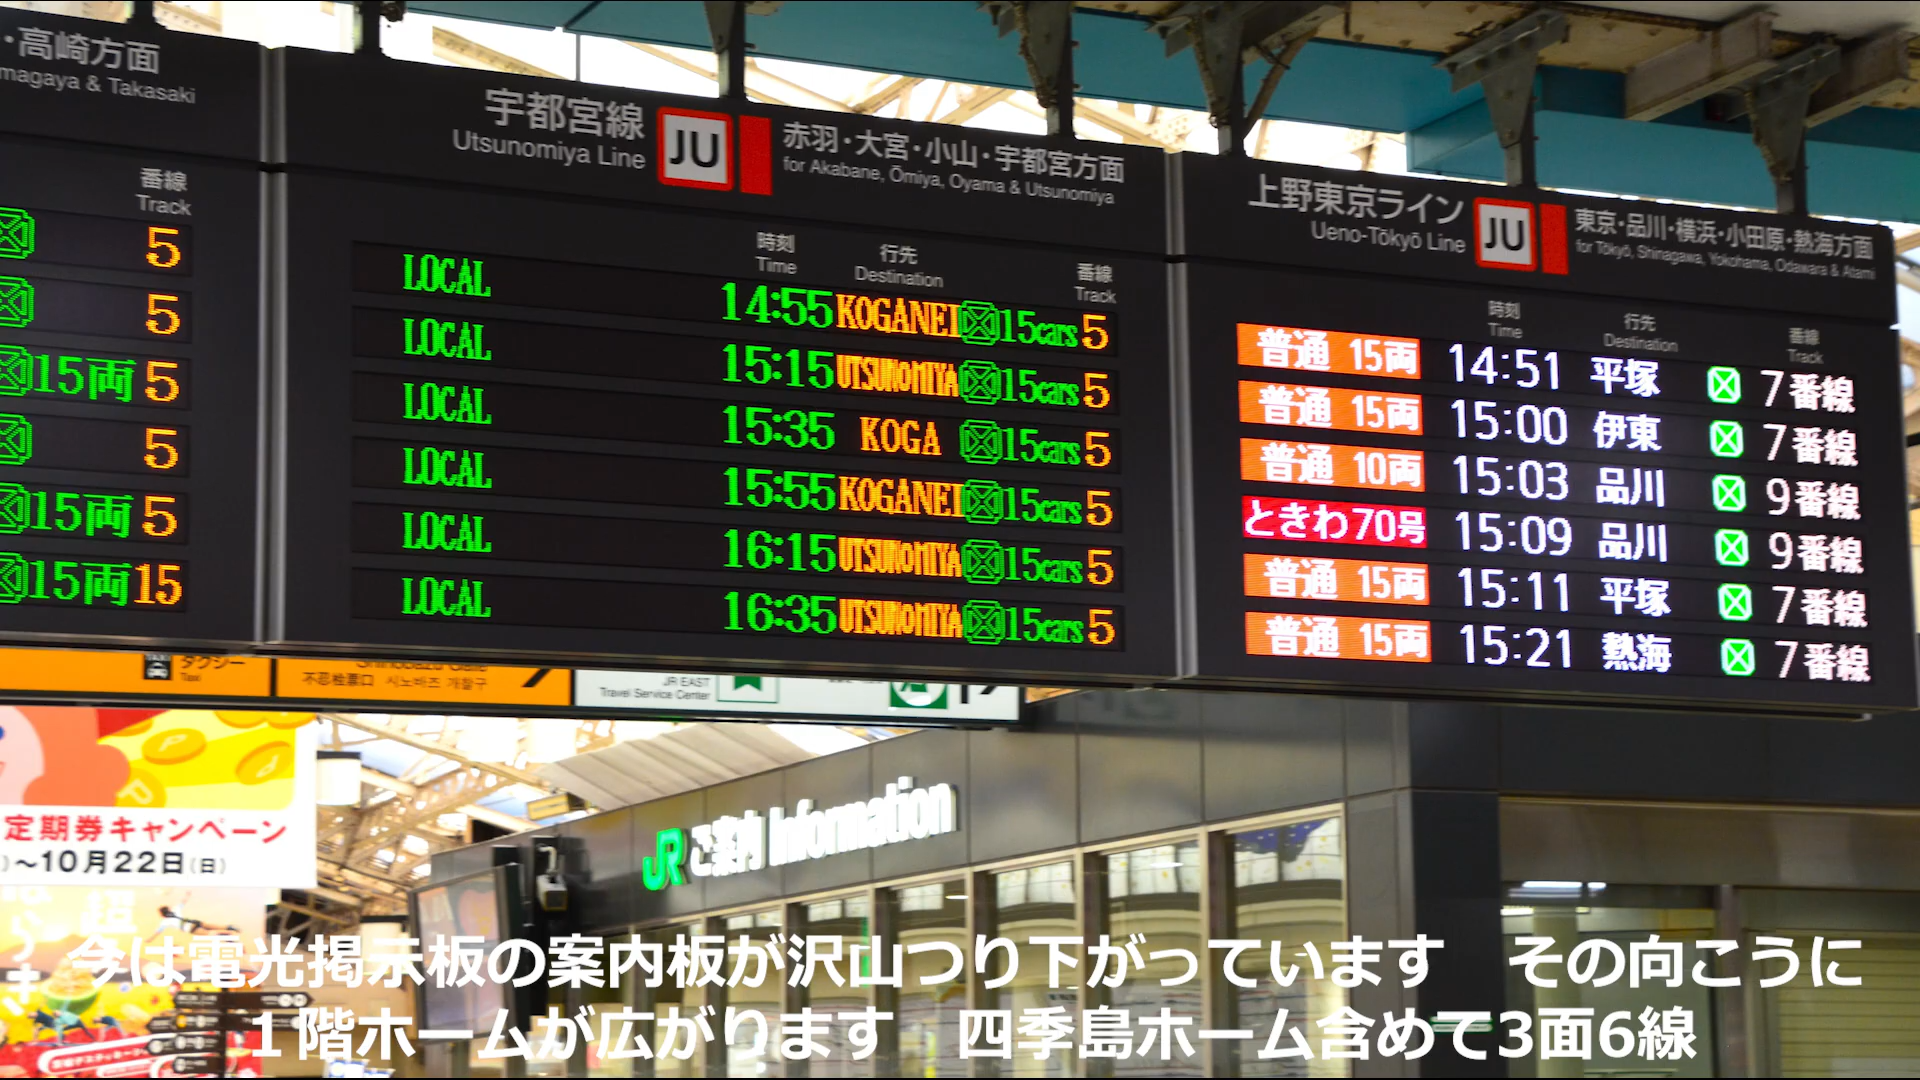 ・高崎方面
magaya & Takasaki
番線
Track
5
5
15両 5
5
15両 5
15両 15
宇都宮線 JU 赤羽・大宮・小山・宇都宮方面
Utsunomiya Line for Akabane, Ōmiya, Oyama & Utsunomiya
時刻 行先 番線
Time Destination Track
LOCAL 14:55 KOGANEI 15cars 5
LOCAL 15:15 UTSUNOMIYA 15cars 5
LOCAL 15:35 KOGA 15cars 5
LOCAL 15:55 KOGANEI 15cars 5
LOCAL 16:15 UTSUNOMIYA 15cars 5
LOCAL 16:35 UTSUNOMIYA 15cars 5
上野東京ライン JU 東京・品川・横浜・小田原・熱海方面
Ueno-Tōkyō Line for Tōkyō, Shinagawa, Yokohama, Odawara & Atami
時刻 行先 番線
Time Destination Track
普通 15両 14:51 平塚 7番線
普通 15両 15:00 伊東 7番線
普通 10両 15:03 品川 9番線
ときわ70号 15:09 品川 9番線
普通 15両 15:11 平塚 7番線
普通 15両 15:21 熱海 7番線
タクシー
Taxi
Shinobazu Gate
不忍检票口 시노바즈 개찰구
JR EAST
Travel Service Center
定期券キャンペーン
〜10月22日(日)
JR ご案内 Information
今は電光掲示板の案内板が沢山つり下がっています　その向こうに
１階ホームが広がります　四季島ホーム含めて3面6線